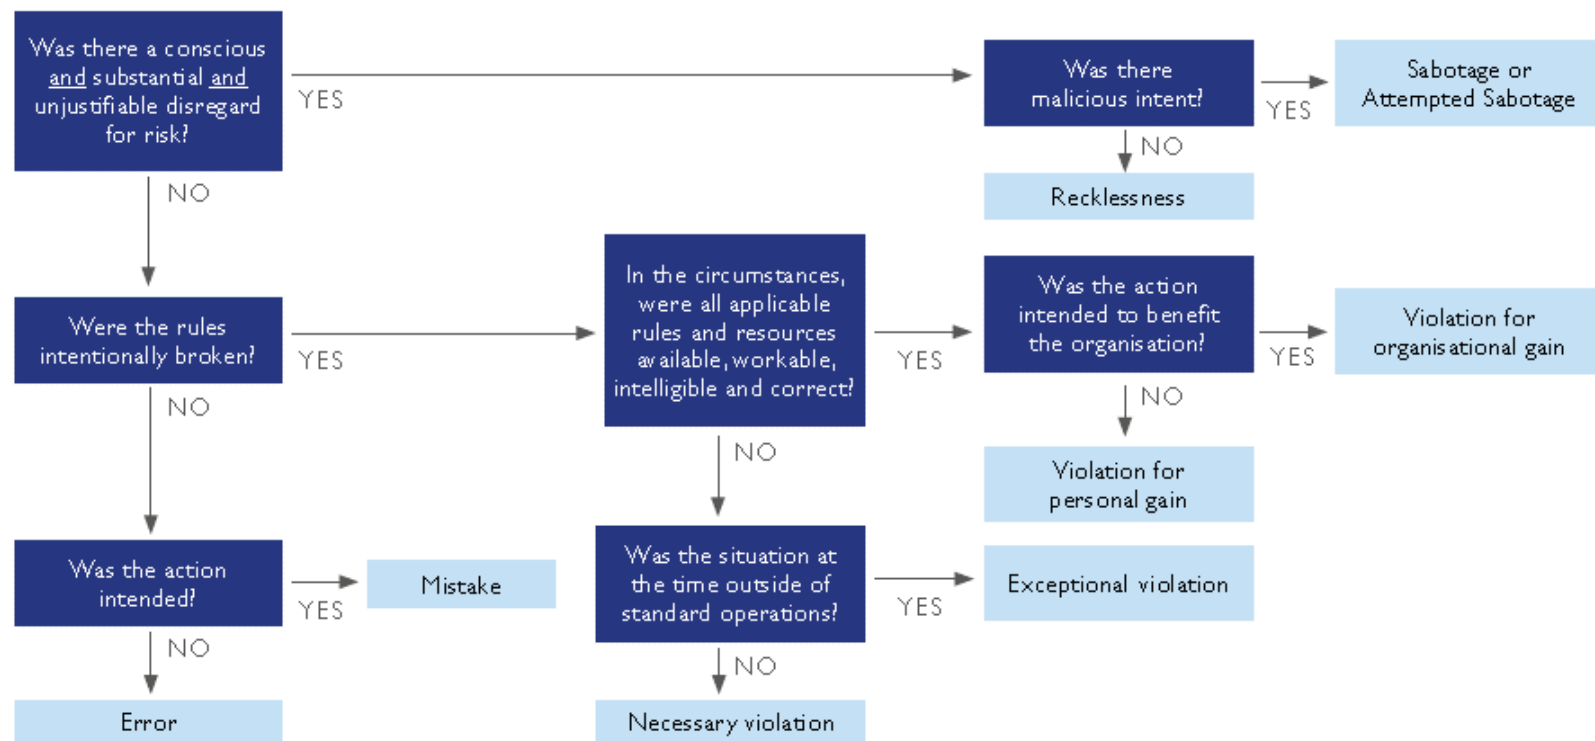 Was there a conscious
and substantial and
unjustifiable disregard
for risk?
YES
Was there
malicious intent?
YES
Sabotage or
Attempted Sabotage
NO
Recklessness
NO
Were the rules
intentionally broken?
YES
In the circumstances,
were all applicable
rules and resources
available, workable,
intelligible and correct?
YES
Was the action
intended to benefit
the organisation?
YES
Violation for
organisational gain
NO
Violation for
personal gain
NO
Was the situation at
the time outside of
standard operations?
YES
Exceptional violation
NO
Necessary violation
NO
Was the action
intended?
YES
Mistake
NO
Error